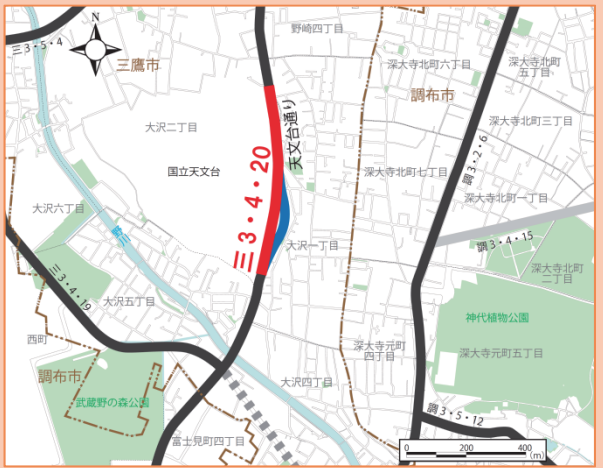 N
三3・5・4
三鷹市
野崎四丁目
深大寺北町六丁目
深大寺北町
五丁目
調布市
大沢二丁目
天文台通り
深大寺北町三丁目
国立天文台
三3・4・20
調3・2・6
深大寺北町七丁目
深大寺北町一丁目
大沢六丁目
野川
大沢一丁目
調3・4・15
深大寺北町
二丁目
三3・4・19
大沢五丁目
神代植物公園
西町
深大寺元町
四丁目
深大寺元町五丁目
調布市
大沢四丁目
武蔵野の森公園
調3・5・12
富士見町四丁目
0 200 400(m)